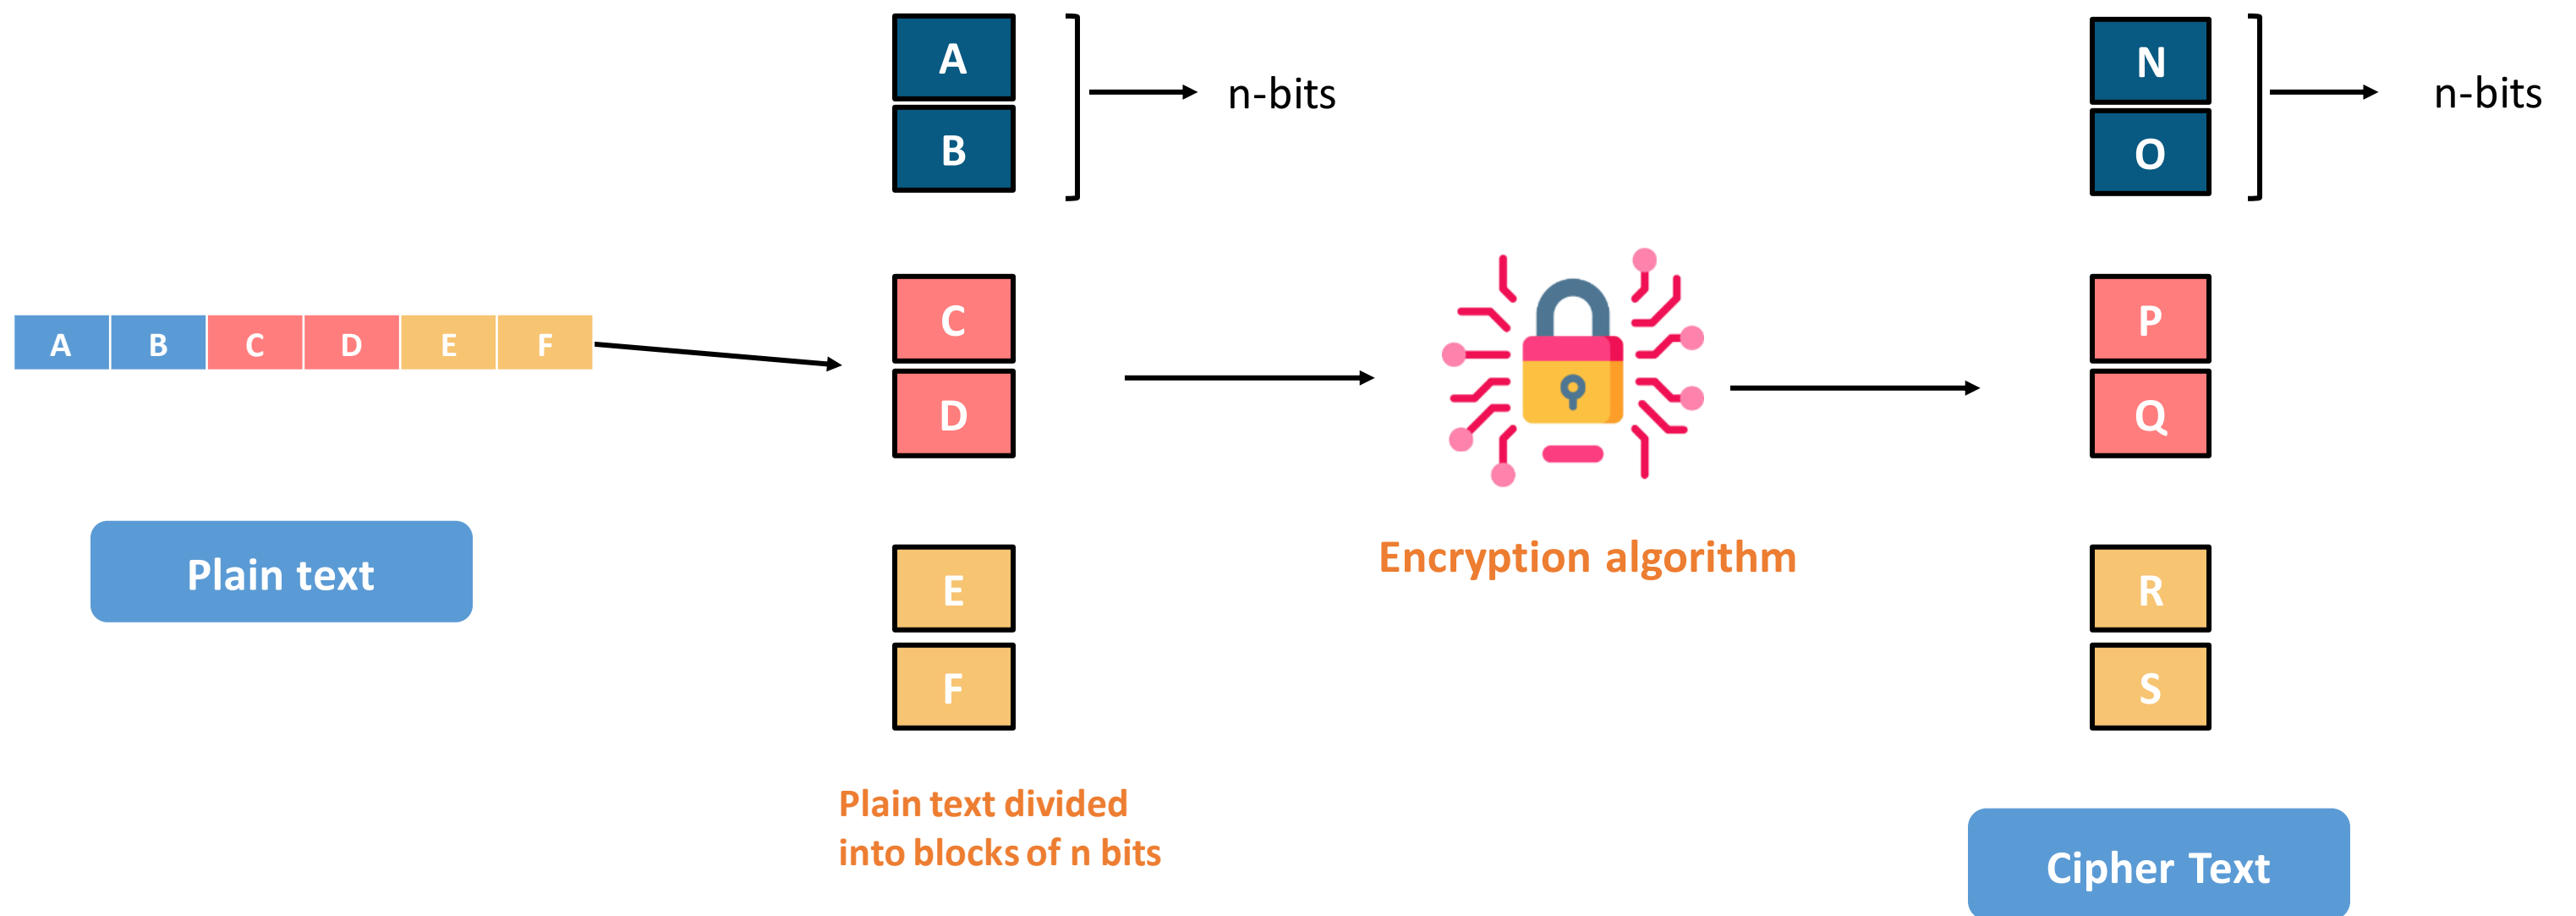 A B C D E F
Plain text
A
B
n-bits
C
D
E
F
Plain text divided
into blocks of n bits
Encryption algorithm
N
O
n-bits
P
Q
R
S
Cipher Text